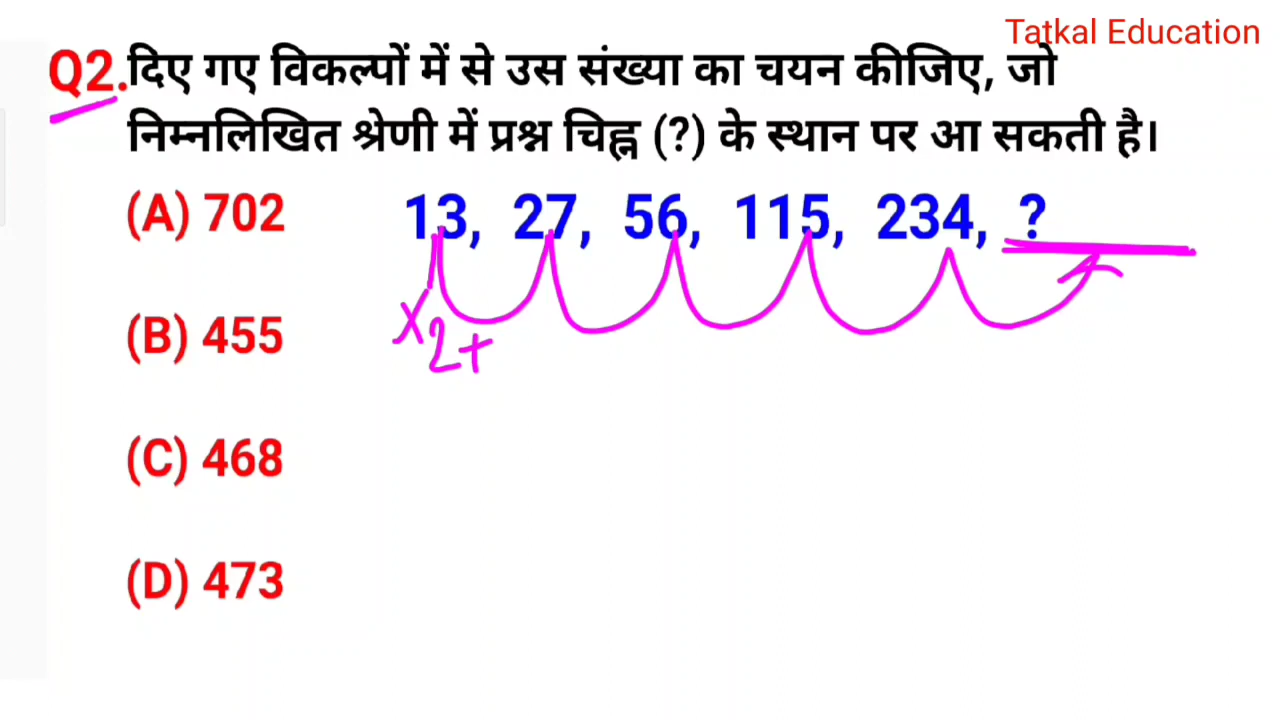 Tatkal Education
Q2.दिए गए विकल्पों में से उस संख्या का चयन कीजिए, जो
निम्नलिखित श्रेणी में प्रश्न चिह्न (?) के स्थान पर आ सकती है।
(A) 702
13, 27, 56, 115, 234, ?
×2+
(B) 455
(C) 468
(D) 473